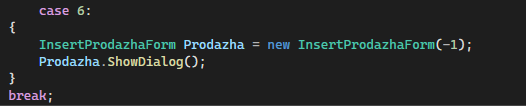 case 6:
{
InsertProdazhaForm Prodazha = new InsertProdazhaForm(-1);
Prodazha.ShowDialog();
}
break;